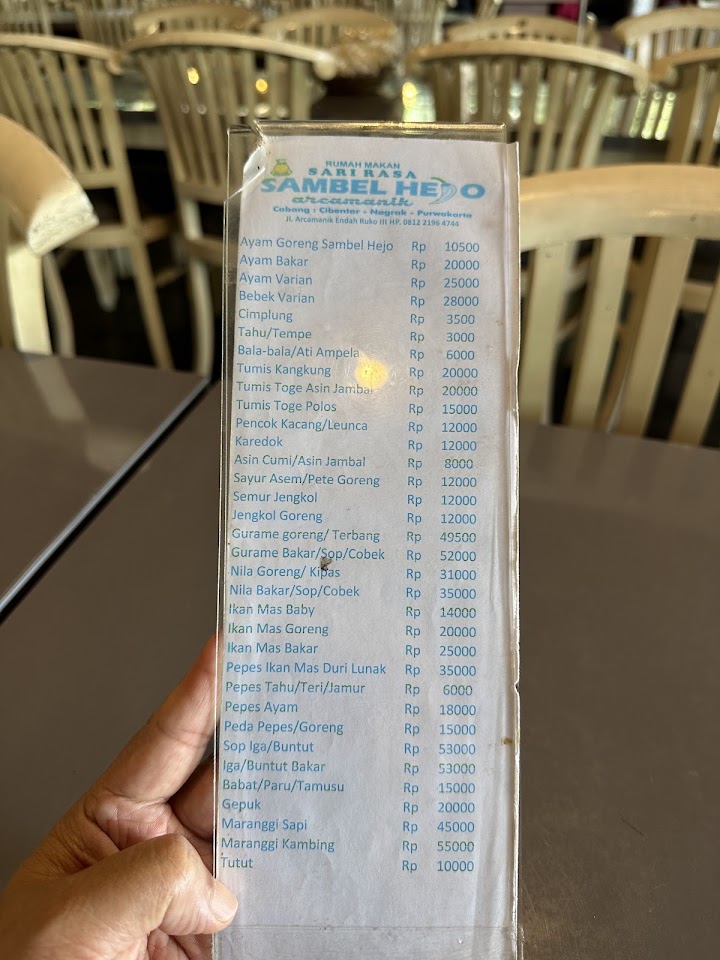 RUMAH MAKAN
SARI RASA
SAMBEL HEJO
arcamanik
Cabang : Cibentar - Nagrak - Purwakarta
Jl. Arcamanik Endah Ruko III HP. 0812 2196 4744
Ayam Goreng Sambel Hejo Rp 10500
Ayam Bakar Rp 20000
Ayam Varian Rp 25000
Bebek Varian Rp 28000
Cimplung Rp 3500
Tahu/Tempe Rp 3000
Bala-bala/Ati Ampela Rp 6000
Tumis Kangkung Rp 20000
Tumis Toge Asin Jambal Rp 20000
Tumis Toge Polos Rp 15000
Pencok Kacang/Leunca Rp 12000
Karedok Rp 12000
Asin Cumi/Asin Jambal Rp 8000
Sayur Asem/Pete Goreng Rp 12000
Semur Jengkol Rp 12000
Jengkol Goreng Rp 12000
Gurame goreng/ Terbang Rp 49500
Gurame Bakar/Sop/Cobek Rp 52000
Nila Goreng/ Kipas Rp 31000
Nila Bakar/Sop/Cobek Rp 35000
Ikan Mas Baby Rp 14000
Ikan Mas Goreng Rp 20000
Ikan Mas Bakar Rp 25000
Pepes Ikan Mas Duri Lunak Rp 35000
Pepes Tahu/Teri/Jamur Rp 6000
Pepes Ayam Rp 18000
Peda Pepes/Goreng Rp 15000
Sop Iga/Buntut Rp 53000
Iga/Buntut Bakar Rp 53000
Babat/Paru/Tamusu Rp 15000
Gepuk Rp 20000
Maranggi Sapi Rp 45000
Maranggi Kambing Rp 55000
Tutut Rp 10000